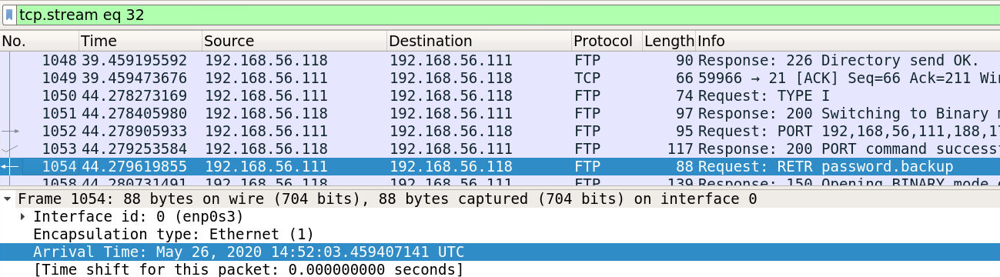 tcp.stream eq 32
No. Time Source Destination Protocol Length Info
1048 39.459195592 192.168.56.118 192.168.56.111 FTP 90 Response: 226 Directory send OK.
1049 39.459473676 192.168.56.111 192.168.56.118 TCP 66 59966 → 21 [ACK] Seq=66 Ack=211 Wi
1050 44.278273169 192.168.56.111 192.168.56.118 FTP 74 Request: TYPE I
1051 44.278405980 192.168.56.118 192.168.56.111 FTP 97 Response: 200 Switching to Binary
1052 44.278905933 192.168.56.111 192.168.56.118 FTP 95 Request: PORT 192,168,56,111,188,1
1053 44.279253584 192.168.56.118 192.168.56.111 FTP 117 Response: 200 PORT command success
1054 44.279619855 192.168.56.111 192.168.56.118 FTP 88 Request: RETR password.backup
1058 44.280731491 192.168.56.118 192.168.56.111 FTP 139 Response: 150 Opening BINARY mode
Frame 1054: 88 bytes on wire (704 bits), 88 bytes captured (704 bits) on interface 0
Interface id: 0 (enp0s3)
Encapsulation type: Ethernet (1)
Arrival Time: May 26, 2020 14:52:03.459407141 UTC
[Time shift for this packet: 0.000000000 seconds]